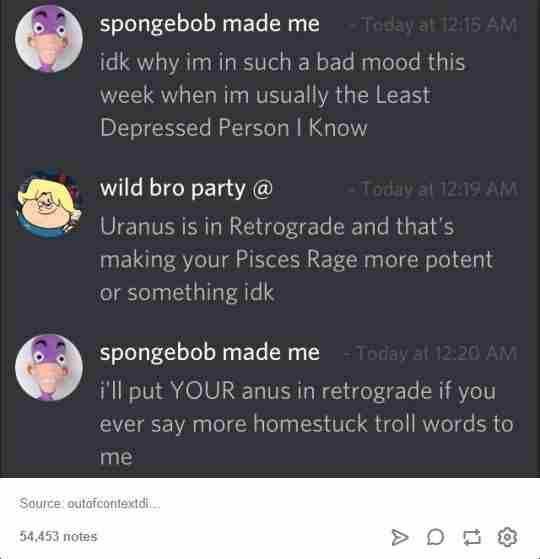 spongebob made me - Today at 12:15 AM
idk why im in such a bad mood this
week when im usually the Least
Depressed Person I Know
wild bro party @ - Today at 12:19 AM
Uranus is in Retrograde and that's
making your Pisces Rage more potent
or something idk
spongebob made me - Today at 12:20 AM
i'll put YOUR anus in retrograde if you
ever say more homestuck troll words to
me
Source: outofcontextdi...
54,453 notes